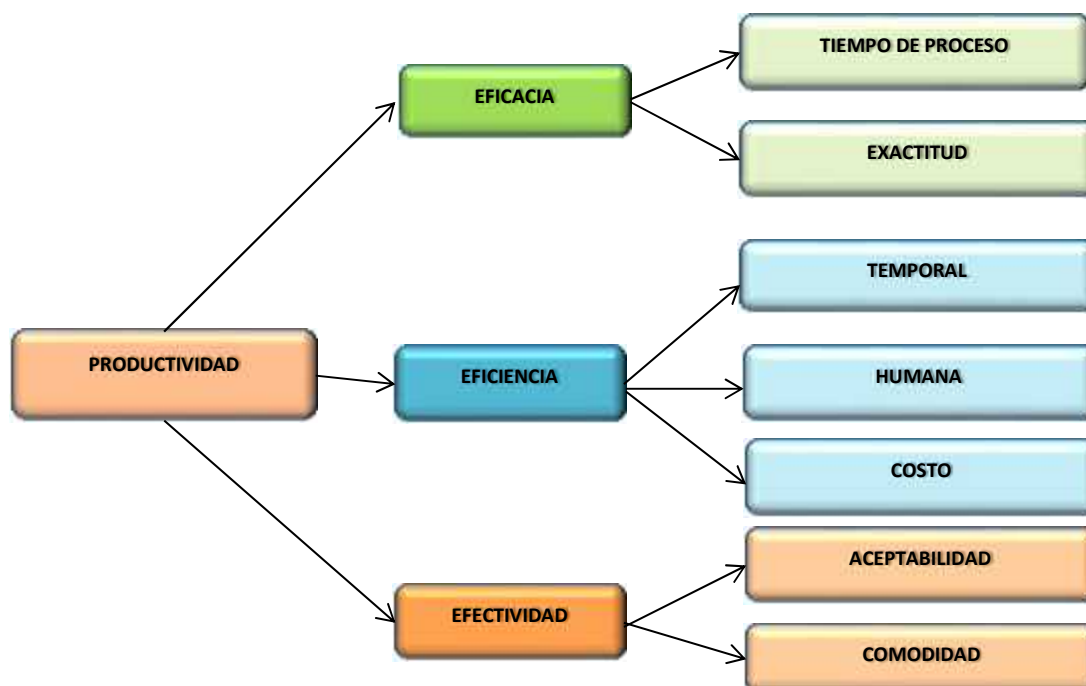 PRODUCTIVIDAD
EFICACIA
TIEMPO DE PROCESO
EXACTITUD
EFICIENCIA
TEMPORAL
HUMANA
COSTO
EFECTIVIDAD
ACEPTABILIDAD
COMODIDAD